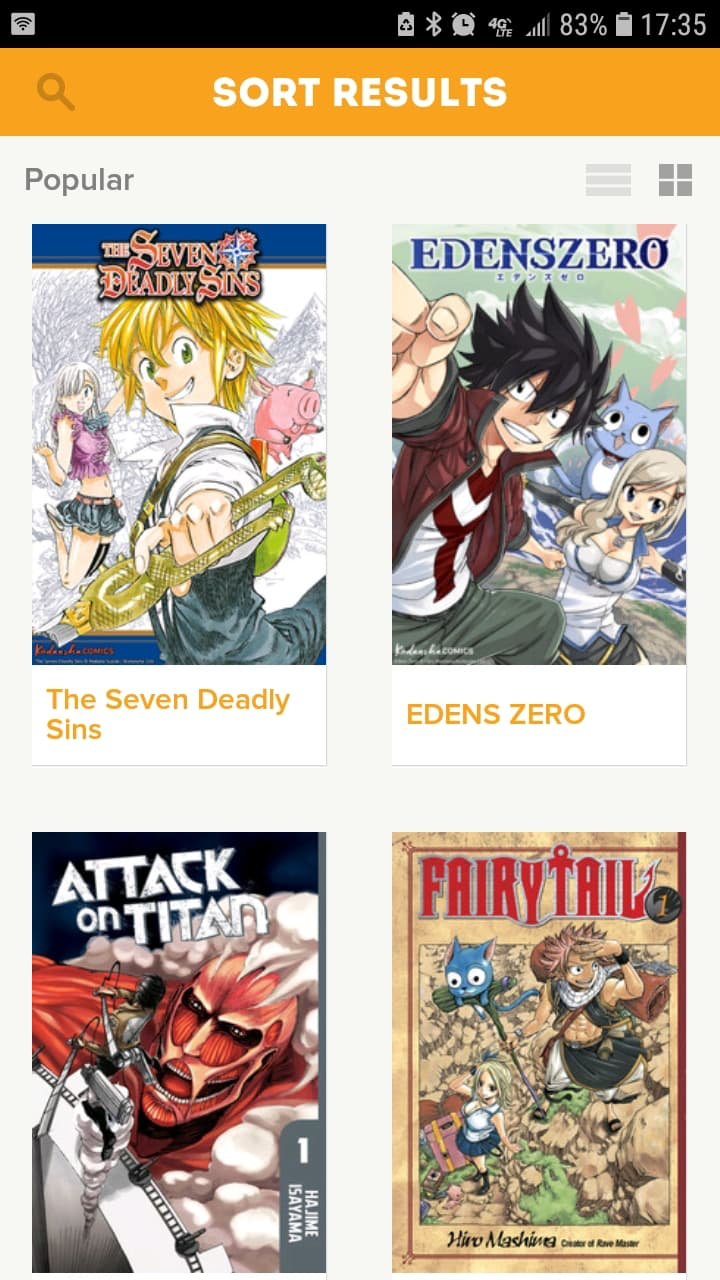 4G LTE 83% 17:35
SORT RESULTS
Popular
THE SEVEN
DEADLY SINS
Kodansha COMICS
The Seven Deadly
Sins
EDENSZERO
エデンズゼロ
Kodansha COMICS
EDENS ZERO
ATTACK
on TITAN
1
HAJIME
ISAYAMA
FAIRY TAIL
1
Hiro Mashima Creator of Rave Master